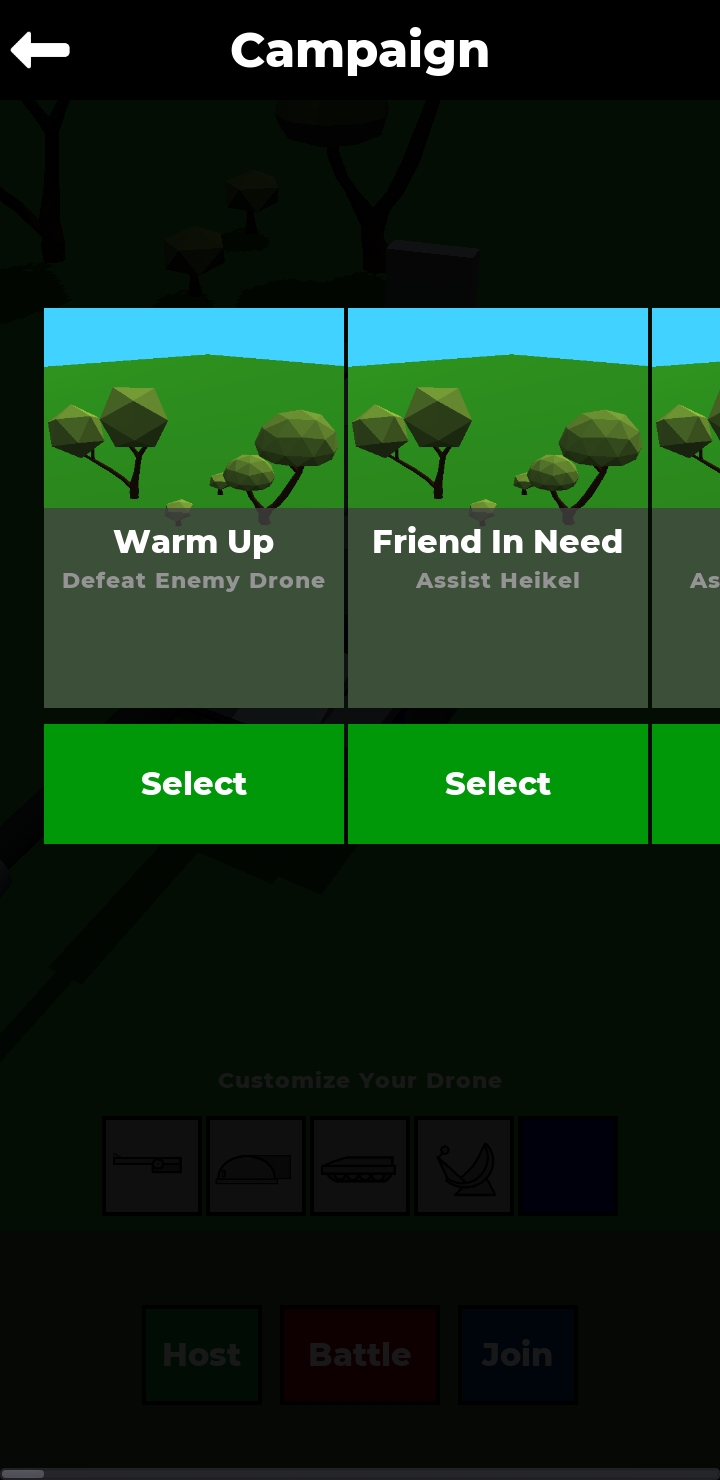 Campaign
Warm Up
Defeat Enemy Drone
Friend In Need
Assist Heikel
As
Select
Select
Customize Your Drone
Host
Battle
Join